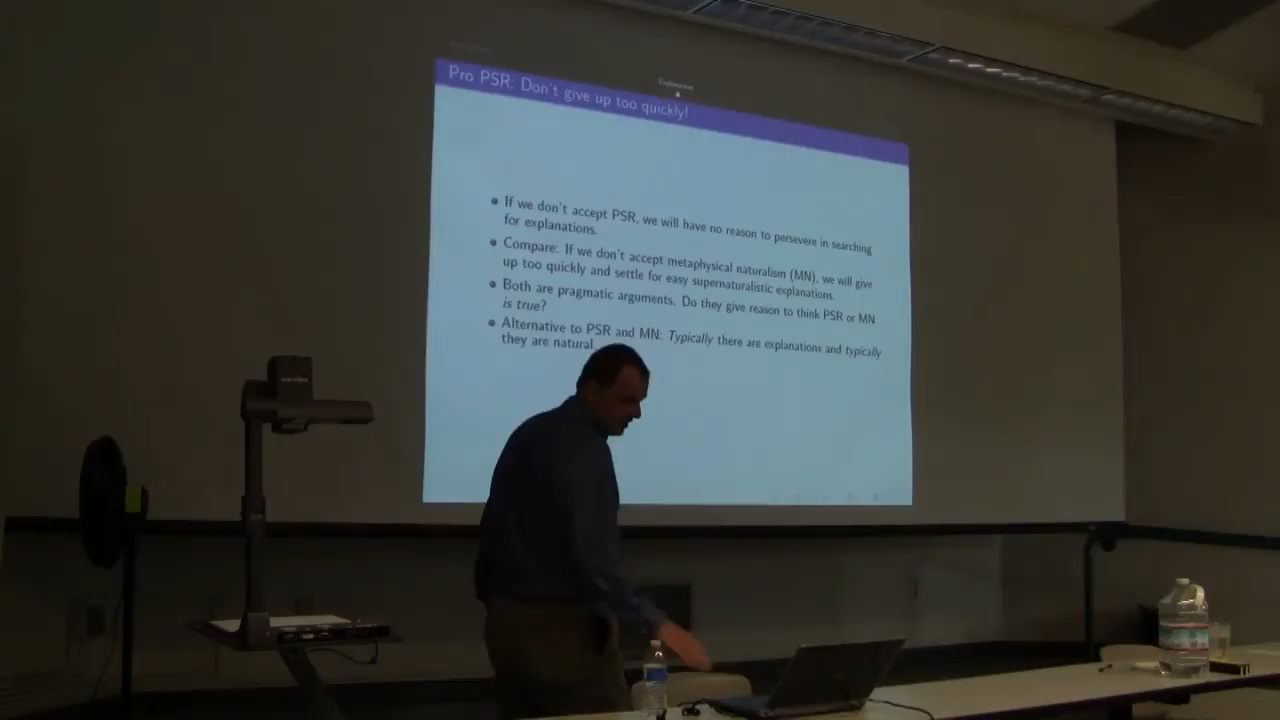 Explanation
Pro PSR: Don't give up too quickly!
If we don't accept PSR, we will have no reason to persevere in searching
for explanations.
Compare: If we don't accept metaphysical naturalism (MN), we will give
up too quickly and settle for easy supernaturalistic explanations.
Both are pragmatic arguments. Do they give reason to think PSR or MN
is true?
Alternative to PSR and MN: Typically there are explanations and typically
they are natural.